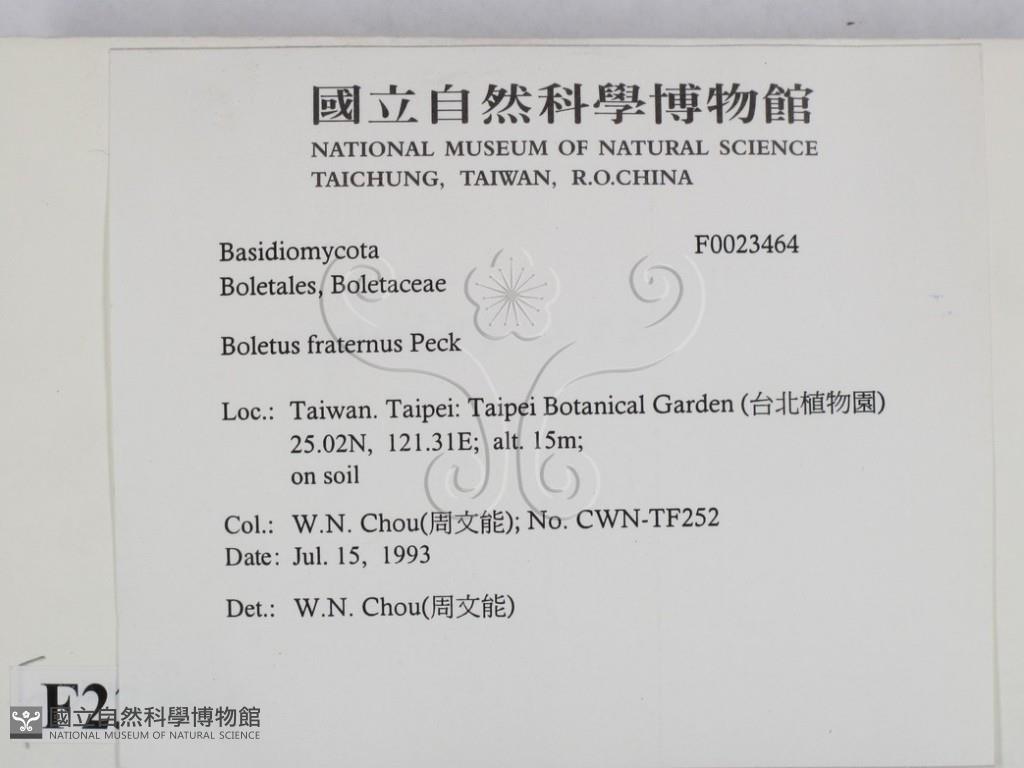 國立自然科學博物館
NATIONAL MUSEUM OF NATURAL SCIENCE
TAICHUNG, TAIWAN, R.O.CHINA
Basidiomycota F0023464
Boletales, Boletaceae
Boletus fraternus Peck
Loc.: Taiwan. Taipei: Taipei Botanical Garden (台北植物園)
25.02N, 121.31E; alt. 15m;
on soil
Col.: W.N. Chou(周文能); No. CWN-TF252
Date: Jul. 15, 1993
Det.: W.N. Chou(周文能)
國立自然科學博物館
NATIONAL MUSEUM OF NATURAL SCIENCE